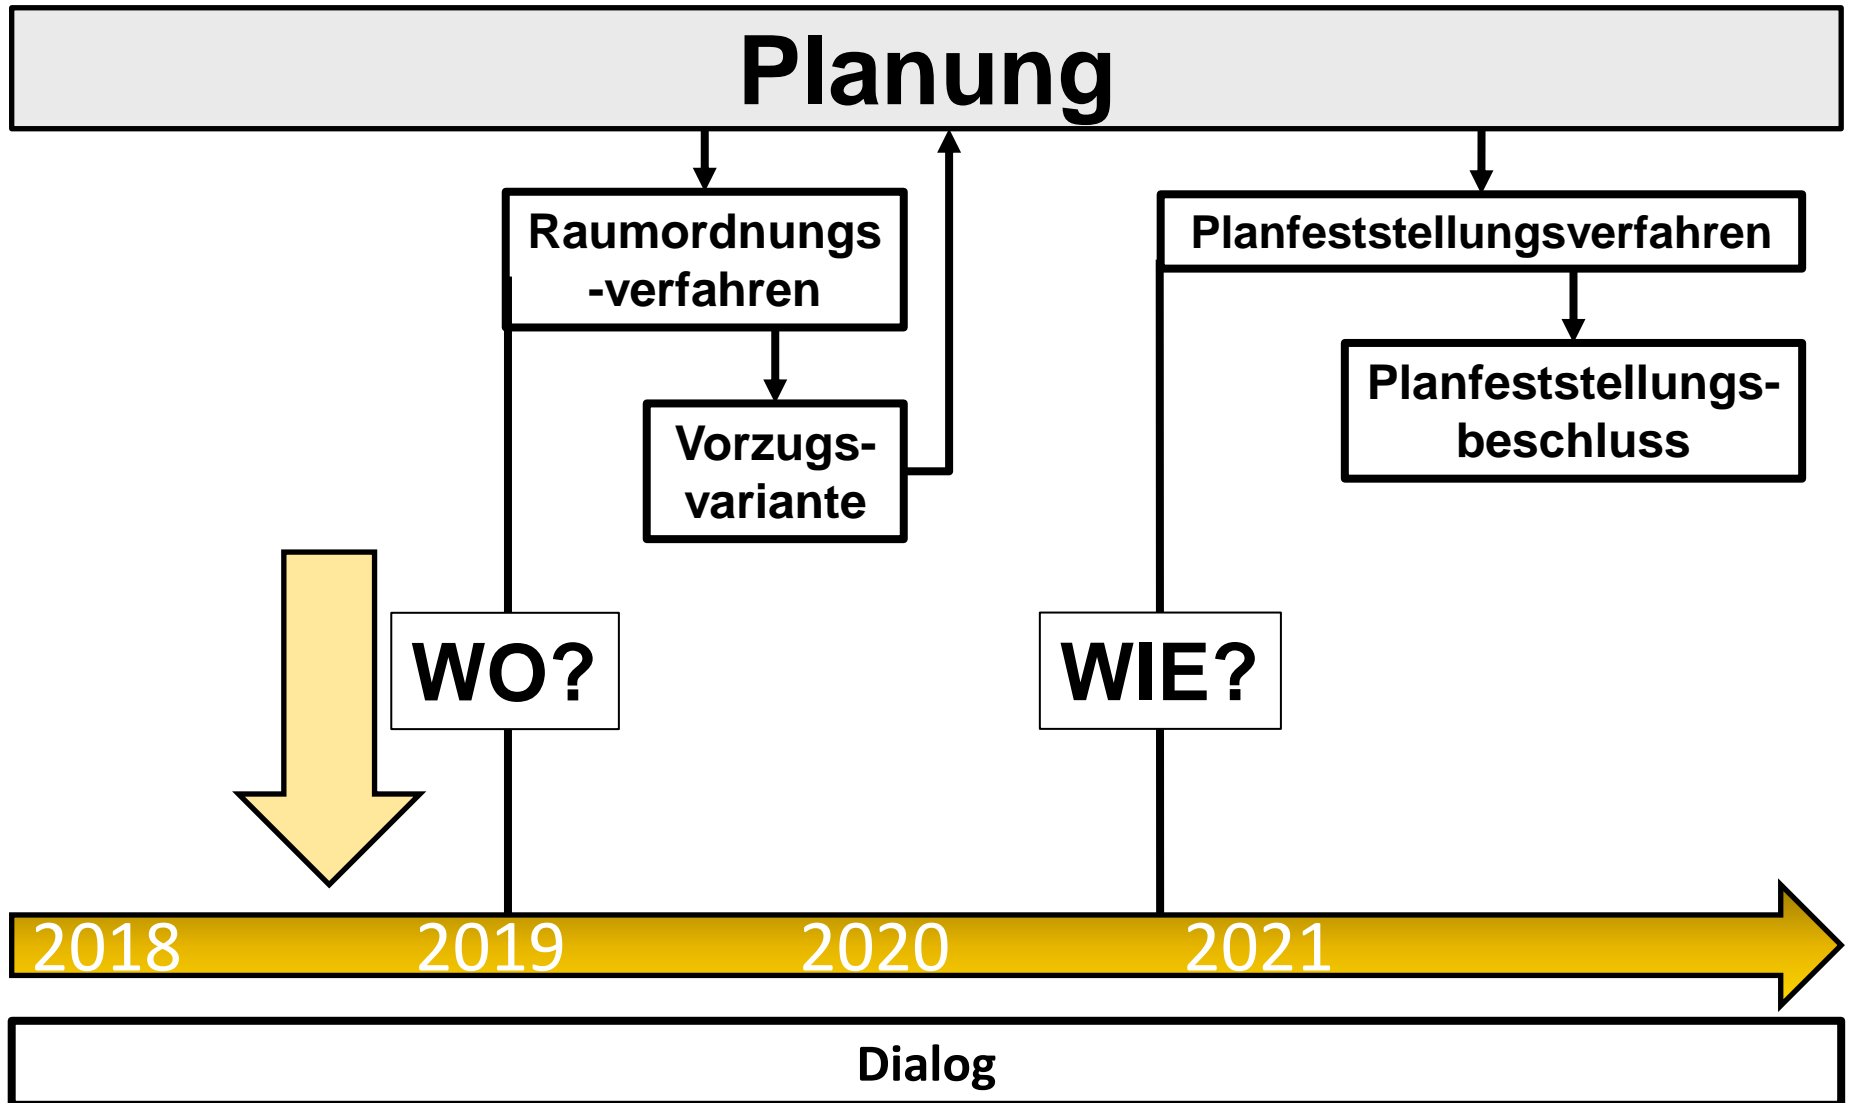 Planung
Raumordnungs
-verfahren
Planfeststellungsverfahren
Vorzugs-
variante
Planfeststellungs-
beschluss
WO?
WIE?
2018
2019
2020
2021
Dialog